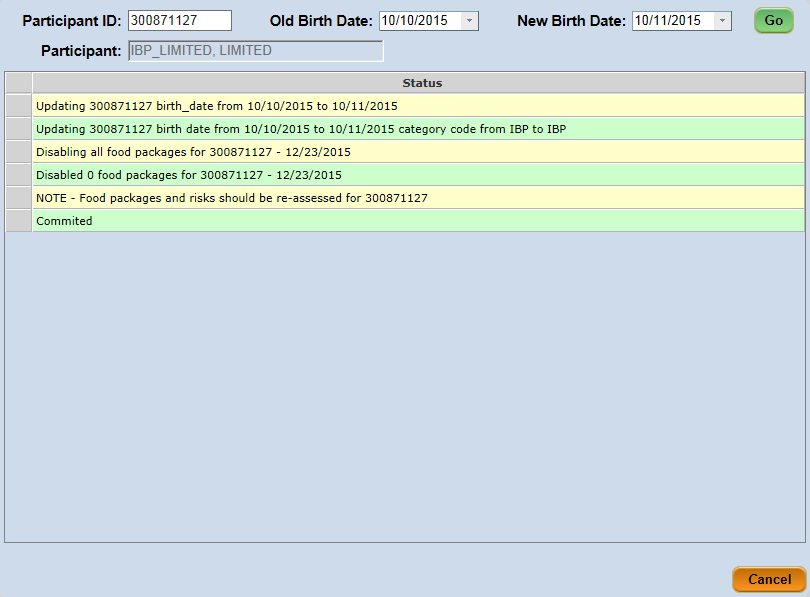 Participant ID: 300871127 Old Birth Date: 10/10/2015 New Birth Date: 10/11/2015 Go
Participant: IBP_LIMITED, LIMITED
Status
Updating 300871127 birth_date from 10/10/2015 to 10/11/2015
Updating 300871127 birth date from 10/10/2015 to 10/11/2015 category code from IBP to IBP
Disabling all food packages for 300871127 - 12/23/2015
Disabled 0 food packages for 300871127 - 12/23/2015
NOTE - Food packages and risks should be re-assessed for 300871127
Commited
Cancel